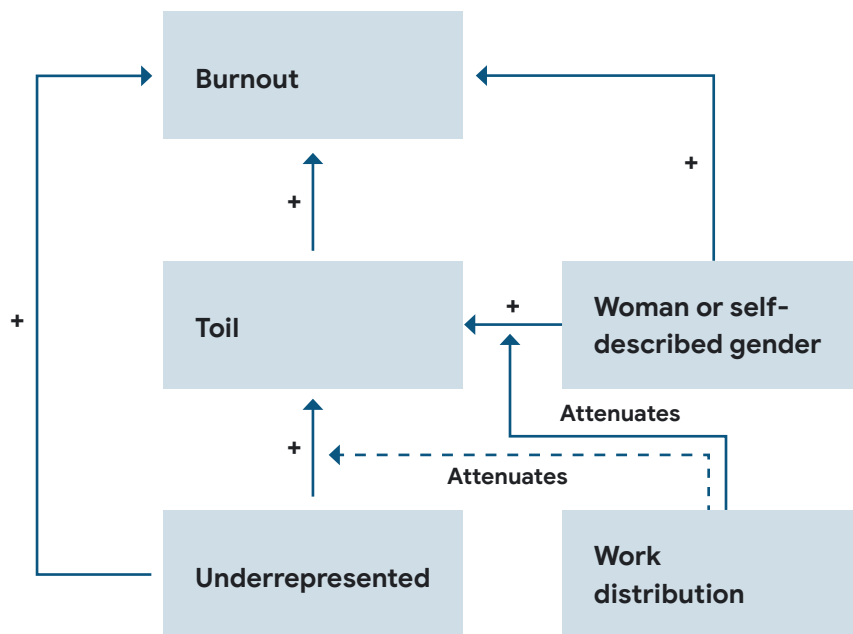 Burnout
+
+
+
Toil
+
Woman or self-
described gender
Attenuates
+
Attenuates
Underrepresented
Work
distribution